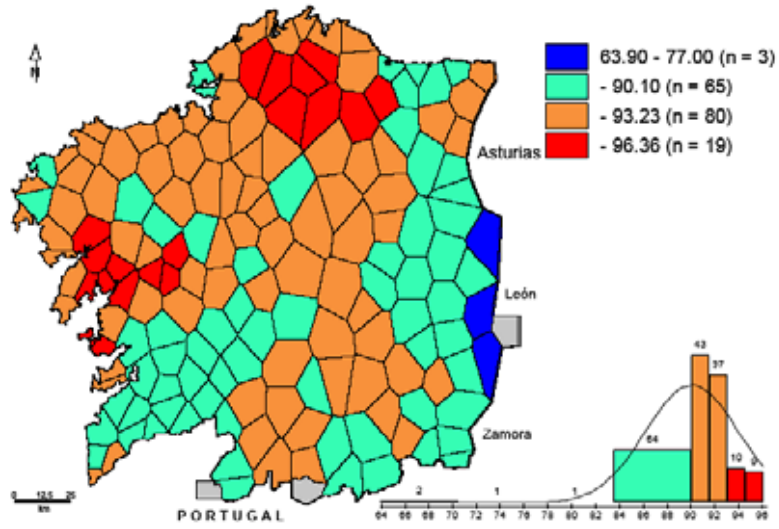 N
63.90 - 77.00 (n = 3)
- 90.10 (n = 65)
- 93.23 (n = 80)
- 96.36 (n = 19)
Asturias
León
Zamora
PORTUGAL
0 12.5 25
km
2 1 1 64 43 37 10 9
64 66 68 70 72 74 76 78 80 82 84 86 88 90 92 94 96